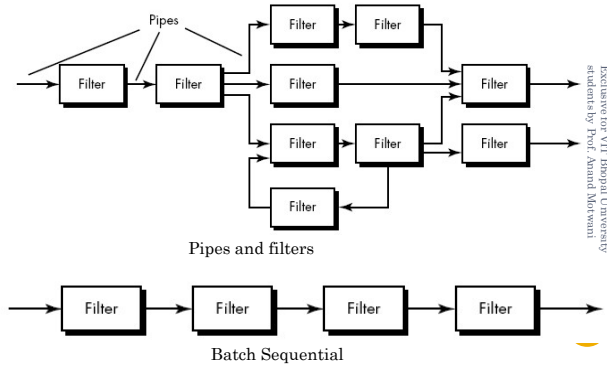 Pipes
Filter Filter
Filter Filter Filter Filter
Filter Filter Filter
Filter
Pipes and filters
Filter Filter Filter Filter
Batch Sequential
Exclusive for VIT Bhopal University
students by Prof. Anand Motwani